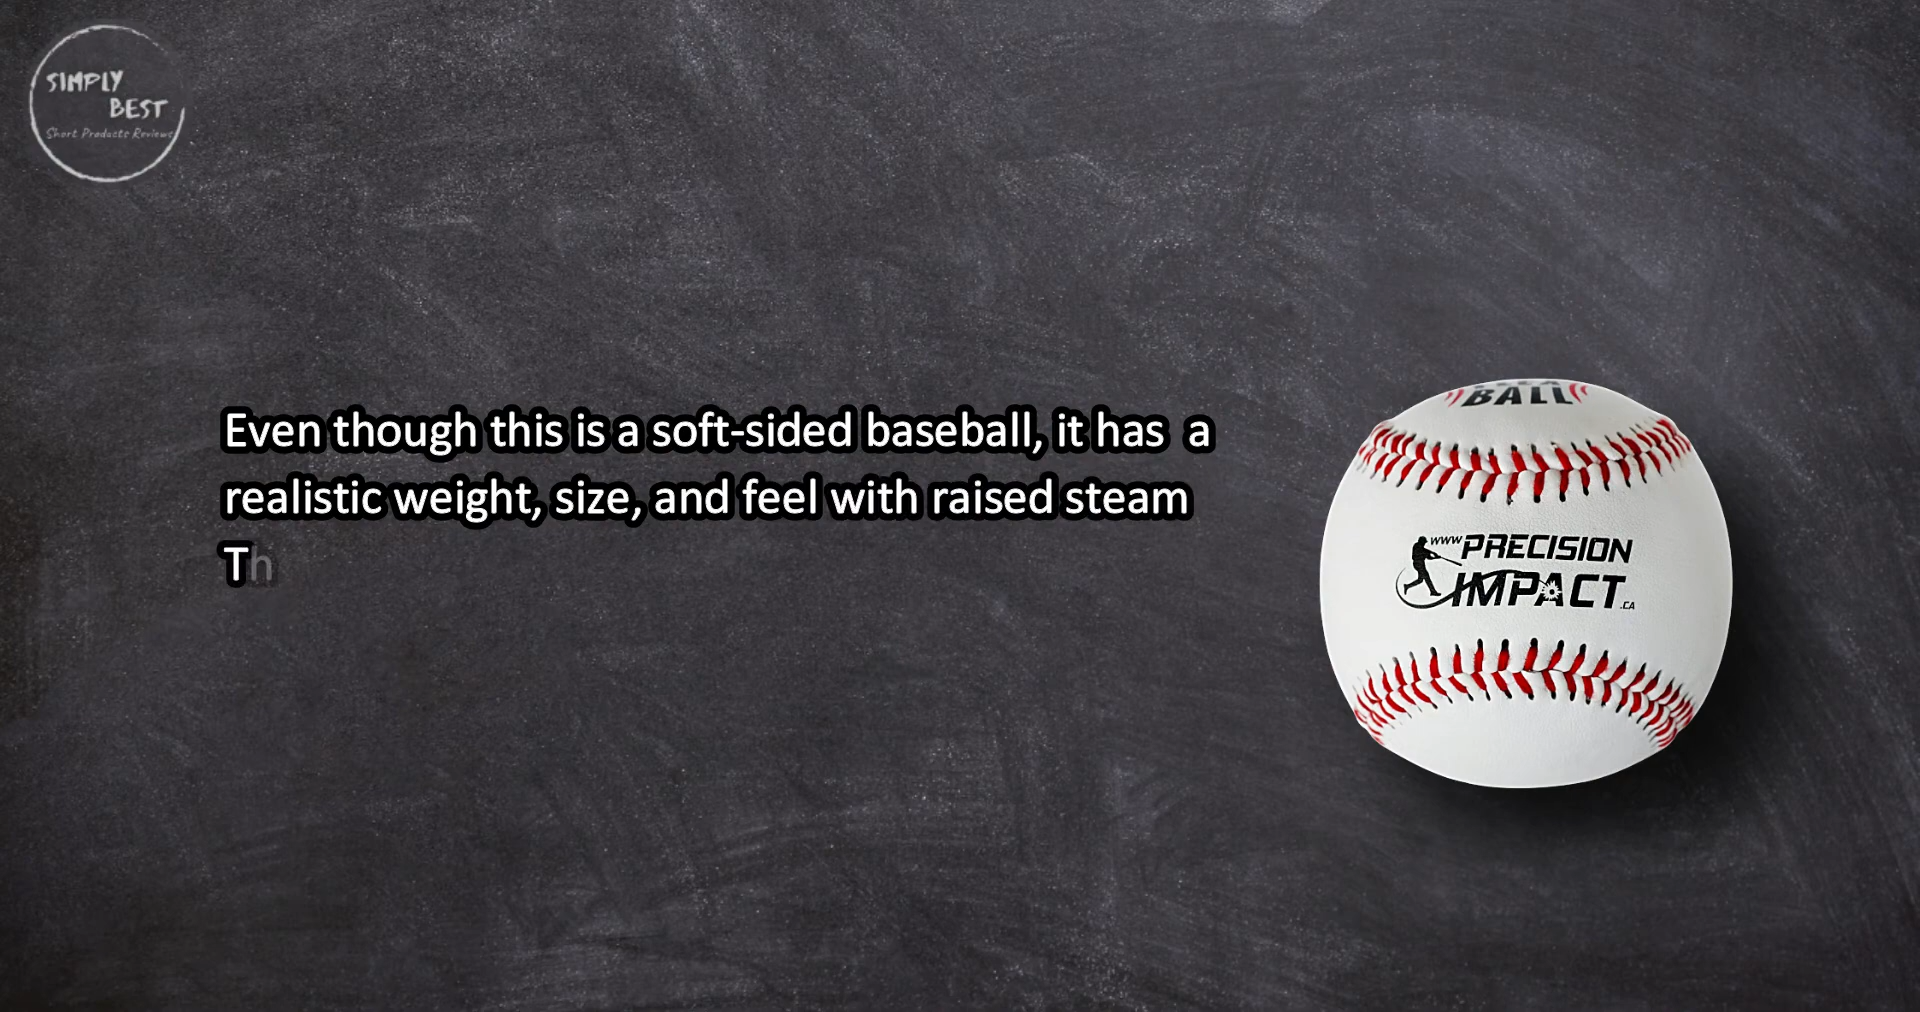 SIMPLY
BEST
Short Products Reviews
Even though this is a soft-sided baseball, it has  a
realistic weight, size, and feel with raised steam
Th
BALL
WWW PRECISION
IMPACT.CA